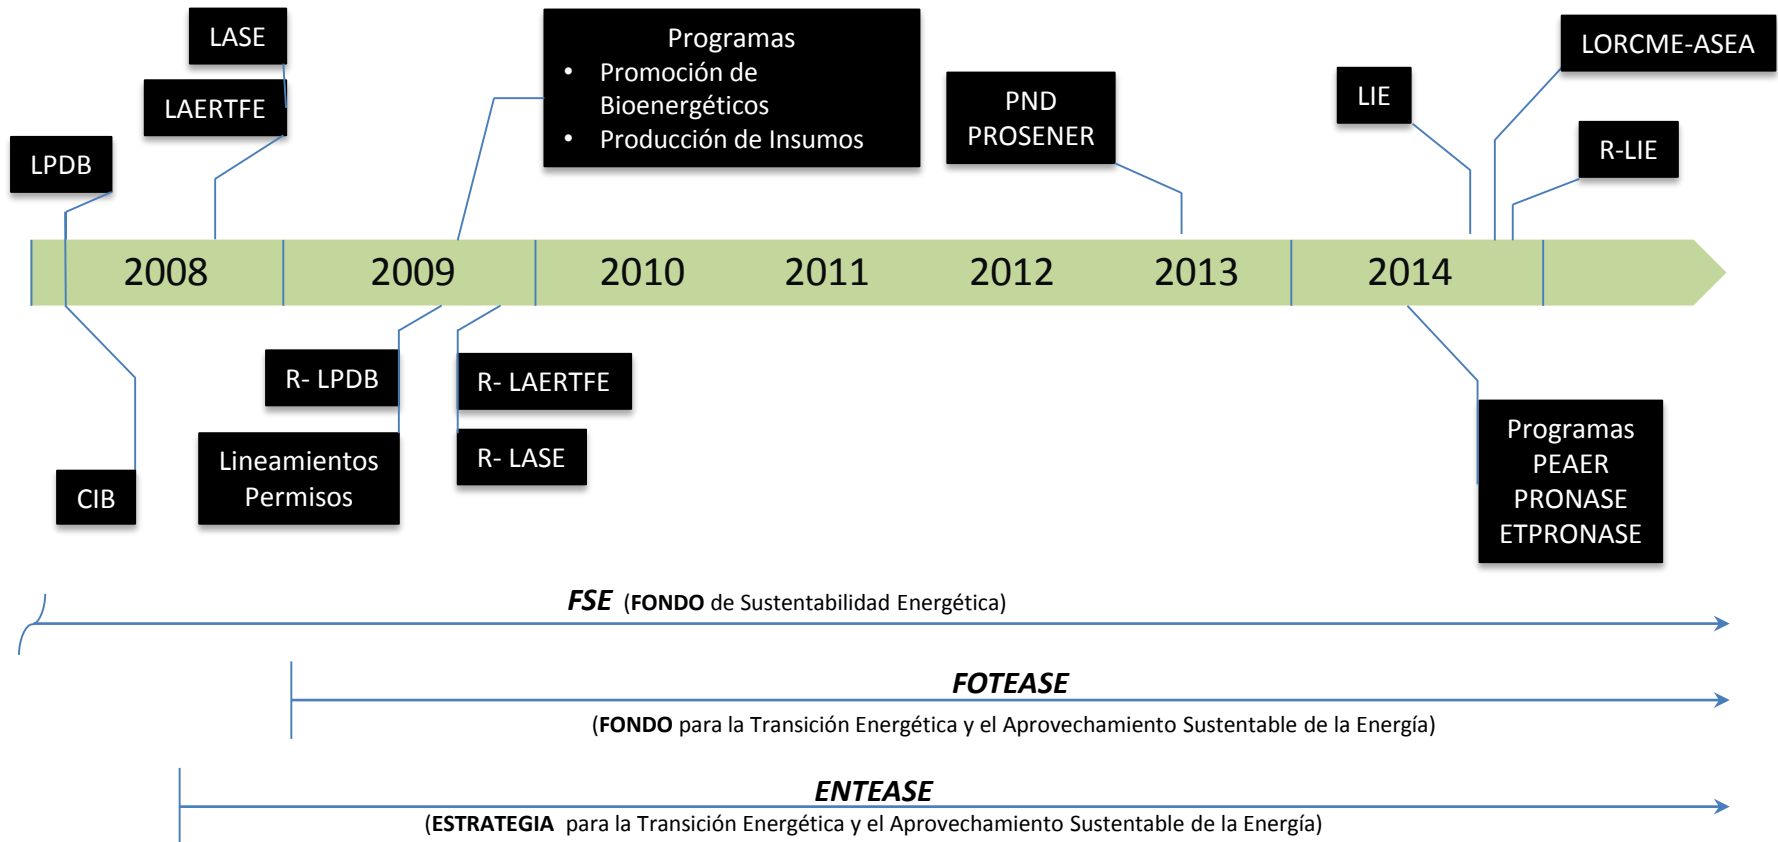 LASE
LAERTFE
LPDB
Programas
• Promoción de
Bioenergéticos
• Producción de Insumos
PND
PROSENER
LIE
LORCME-ASEA
R-LIE
2008
2009
2010
2011
2012
2013
2014
CIB
R- LPDB
Lineamientos
Permisos
R- LAERTFE
R- LASE
Programas
PEAER
PRONASE
ETPRONASE
FSE (FONDO de Sustentabilidad Energética)
FOTEASE
(FONDO para la Transición Energética y el Aprovechamiento Sustentable de la Energía)
ENTEASE
(ESTRATEGIA para la Transición Energética y el Aprovechamiento Sustentable de la Energía)